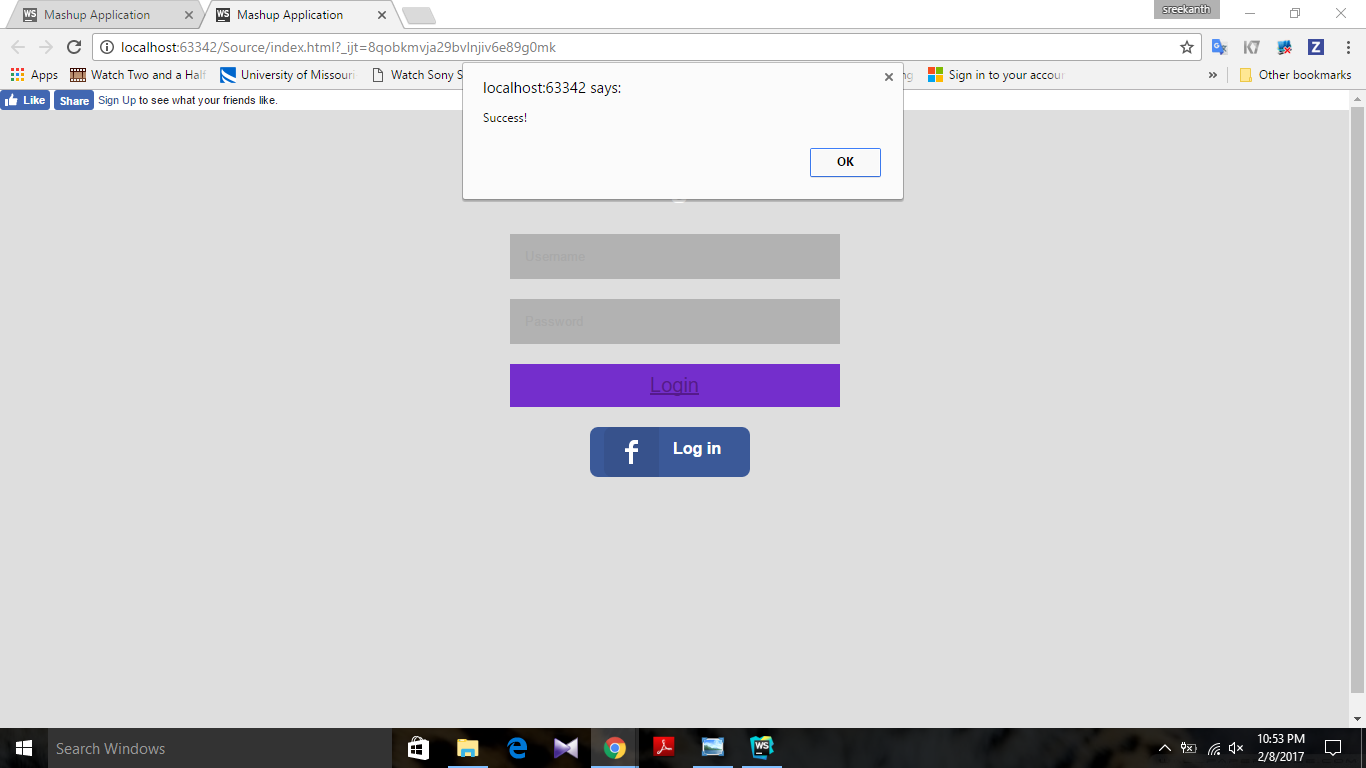 Mashup Application
Mashup Application
sreekanth
localhost:63342/Source/index.html?_ijt=8qobkmvja29bvlnjiv6e89g0mk
K7
Z
Apps
Watch Two and a Half
University of Missouri
Watch Sony S
ng
Sign in to your accou
»
Other bookmarks
Like
Share
Sign Up to see what your friends like.
localhost:63342 says:
Success!
OK
Username
Password
Login
f
Log in
Search Windows
WS
10:53 PM
2/8/2017